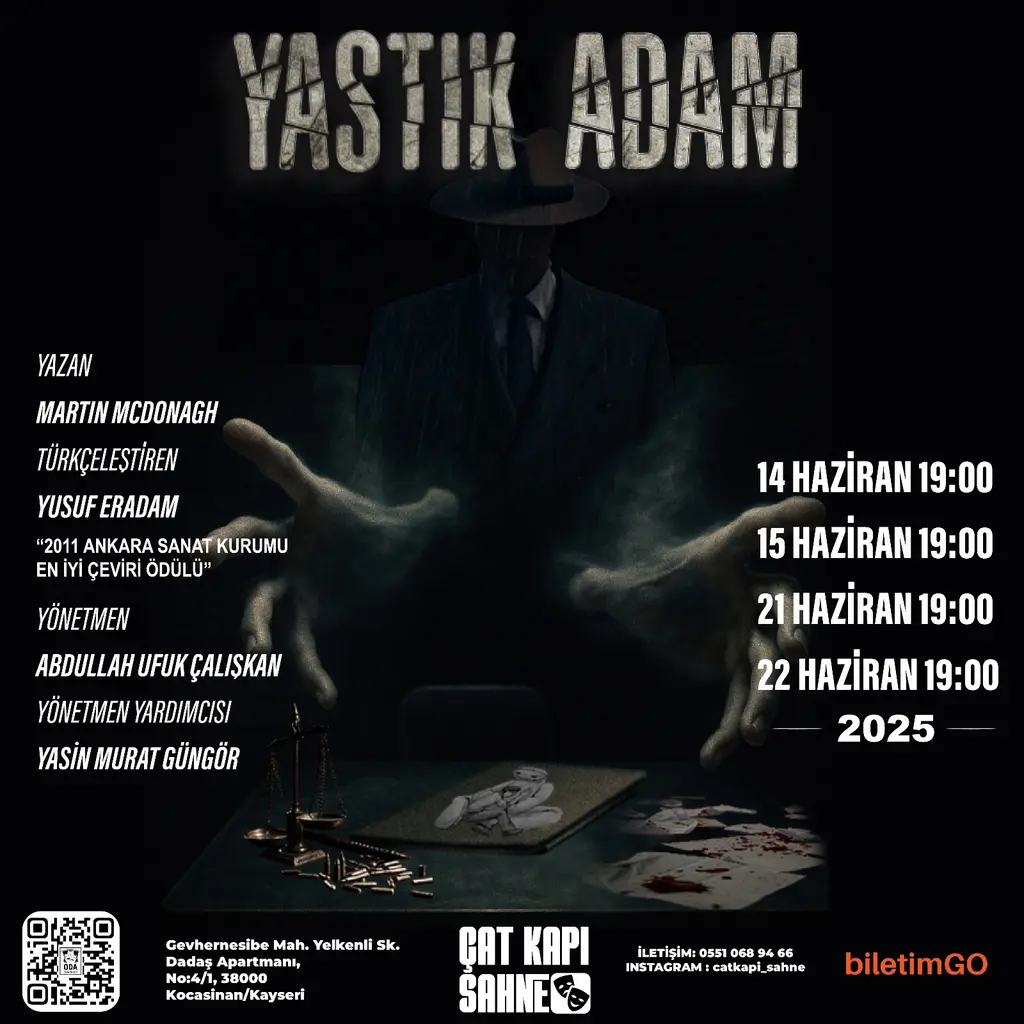 YASTIK ADAM
YAZAN
MARTIN MCDONAGH
TÜRKÇELEŞTİREN
YUSUF ERADAM
“2011 ANKARA SANAT KURUMU
EN İYİ ÇEVİRİ ÖDÜLÜ”
YÖNETMEN
ABDULLAH UFUK ÇALIŞKAN
YÖNETMEN YARDIMCISI
YASİN MURAT GÜNGÖR
14 HAZİRAN 19:00
15 HAZİRAN 19:00
21 HAZİRAN 19:00
22 HAZİRAN 19:00
2025
ODA
Gevhernesibe Mah. Yelkenli Sk.
Dadaş Apartmanı,
No:4/1, 38000
Kocasinan/Kayseri
ÇAT KAPI
SAHNE
İLETİŞİM: 0551 068 94 66
INSTAGRAM : catkapi_sahne
biletimGO